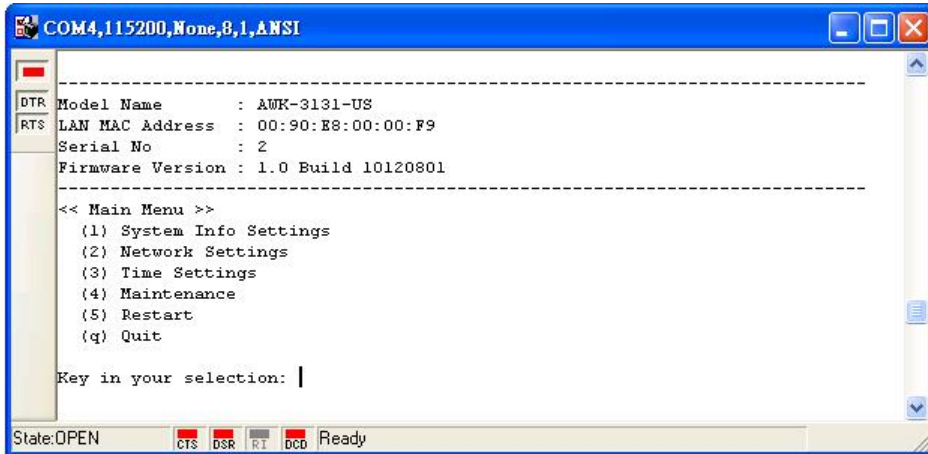 COM4,115200,None,8,1,ANSI
--------------------------------------------------------------------------
DTR
RTS
Model Name : AWK-3131-US
LAN MAC Address : 00:90:E8:00:00:F9
Serial No : 2
Firmware Version : 1.0 Build 10120801
--------------------------------------------------------------------------
<< Main Menu >>
(1) System Info Settings
(2) Network Settings
(3) Time Settings
(4) Maintenance
(5) Restart
(q) Quit
Key in your selection:
State:OPEN CTS DSR RI DCD Ready